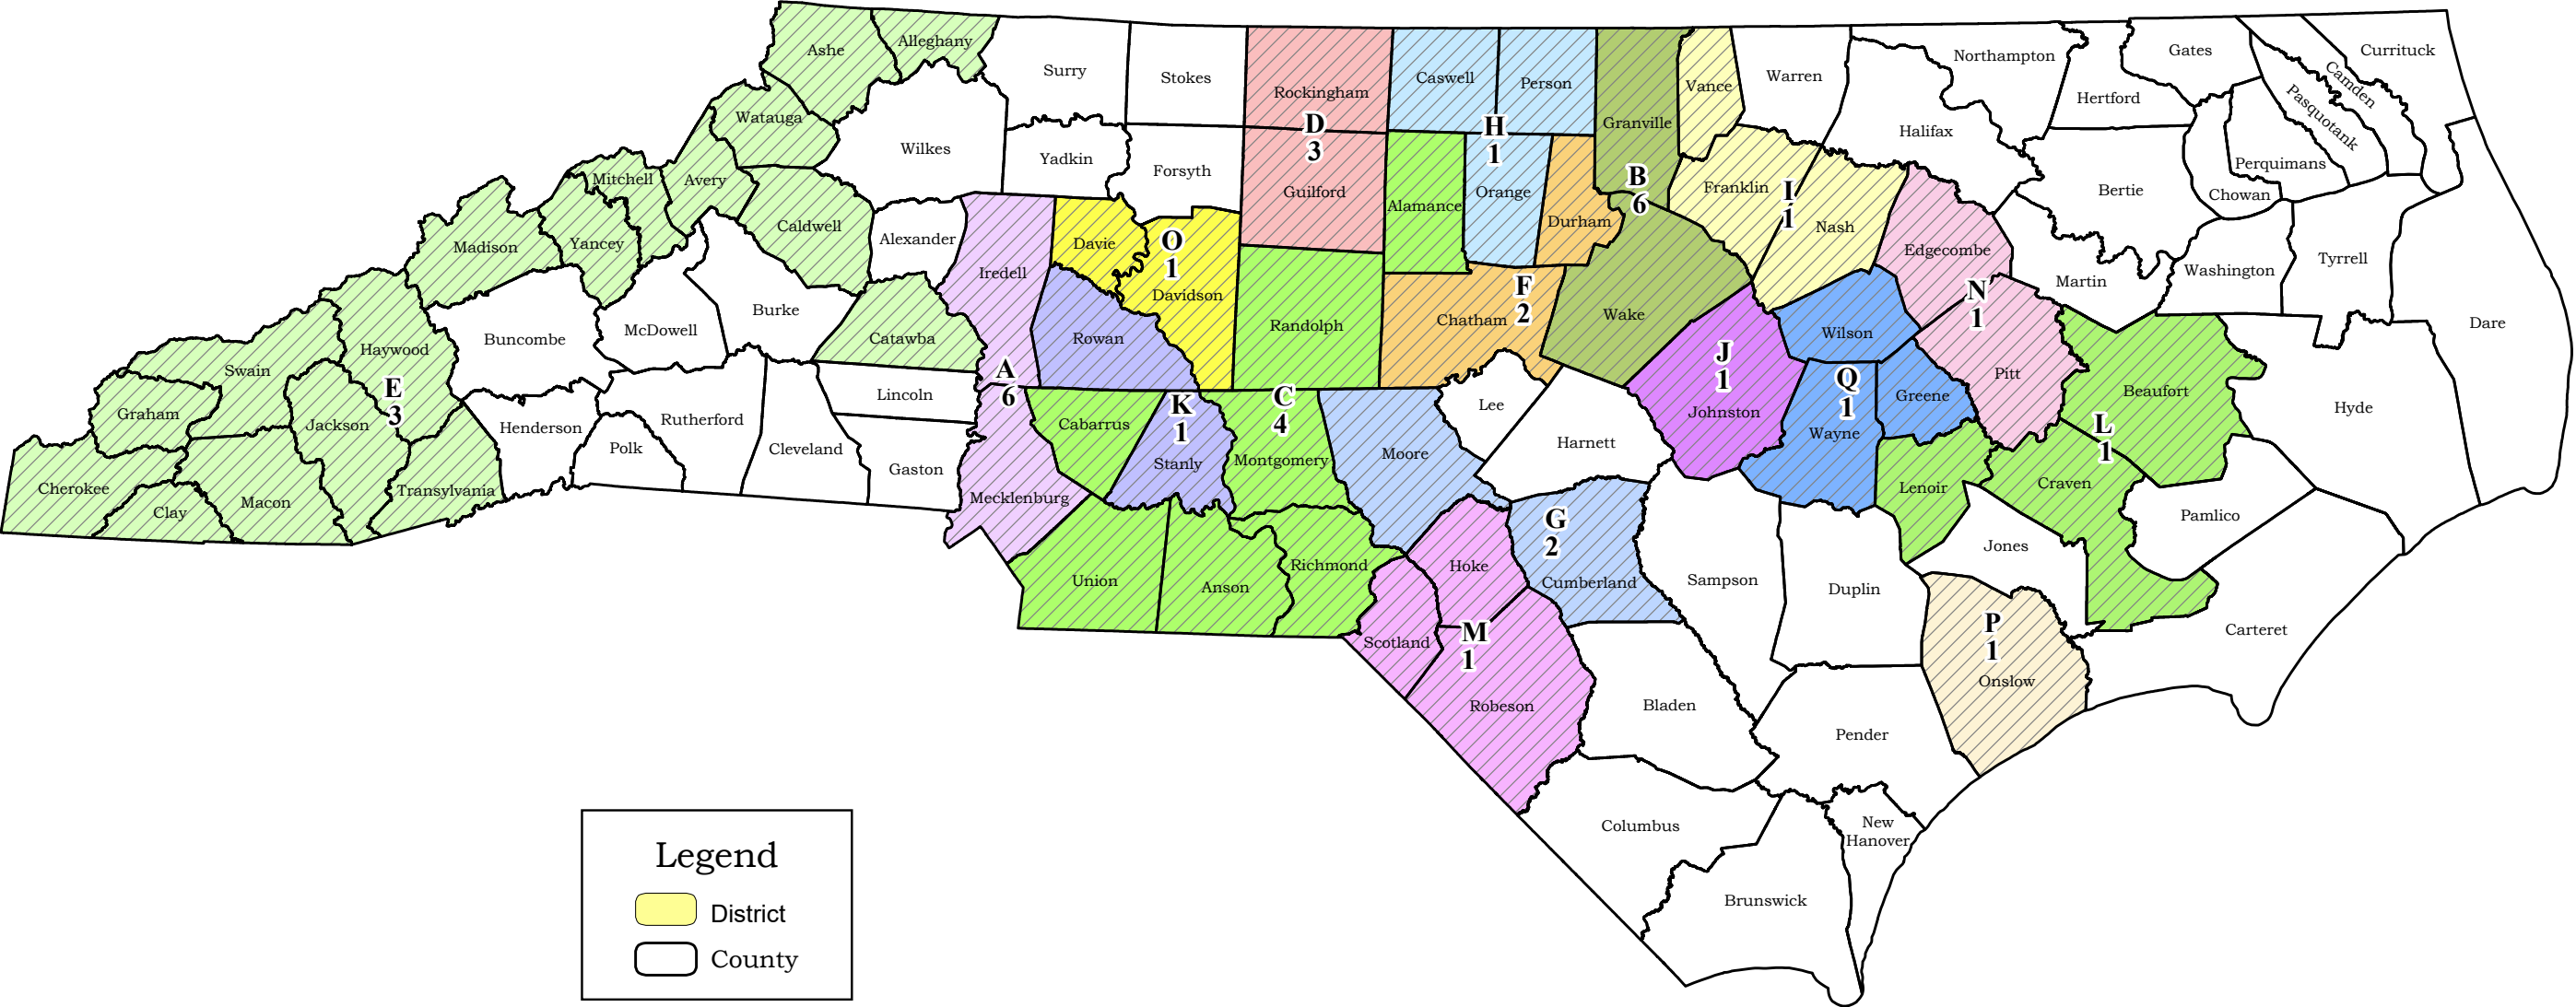 Ashe
Alleghany
Surry
Stokes
Rockingham
Caswell
Person
Granville
Vance
Warren
Northampton
Gates
Currituck
Camden
Pasquotank
Hertford
Halifax
Perquimans
Chowan
Bertie
Watauga
Wilkes
Yadkin
Forsyth
D
3
Guilford
Alamance
H
1
Orange
Durham
B
6
Franklin
I
1
Nash
Edgecombe
Martin
Washington
Tyrrell
Dare
Mitchell
Avery
Caldwell
Alexander
Iredell
Davie
O
1
Davidson
Randolph
Chatham
F
2
Wake
Wilson
N
1
Pitt
Beaufort
Hyde
Madison
Yancey
McDowell
Burke
Catawba
Rowan
Buncombe
Haywood
Swain
E
3
Graham
Jackson
Henderson
Polk
Rutherford
Cleveland
Lincoln
Gaston
A
6
Mecklenburg
Cabarrus
K
1
Stanly
C
4
Montgomery
Moore
Lee
Harnett
J
1
Johnston
Q
1
Wayne
Greene
Lenoir
L
1
Craven
Pamlico
Jones
Carteret
Cherokee
Clay
Macon
Transylvania
Union
Anson
Richmond
Hoke
G
2
Cumberland
Sampson
Duplin
P
1
Onslow
Scotland
M
1
Robeson
Bladen
Pender
Columbus
New
Hanover
Brunswick
Legend
District
County